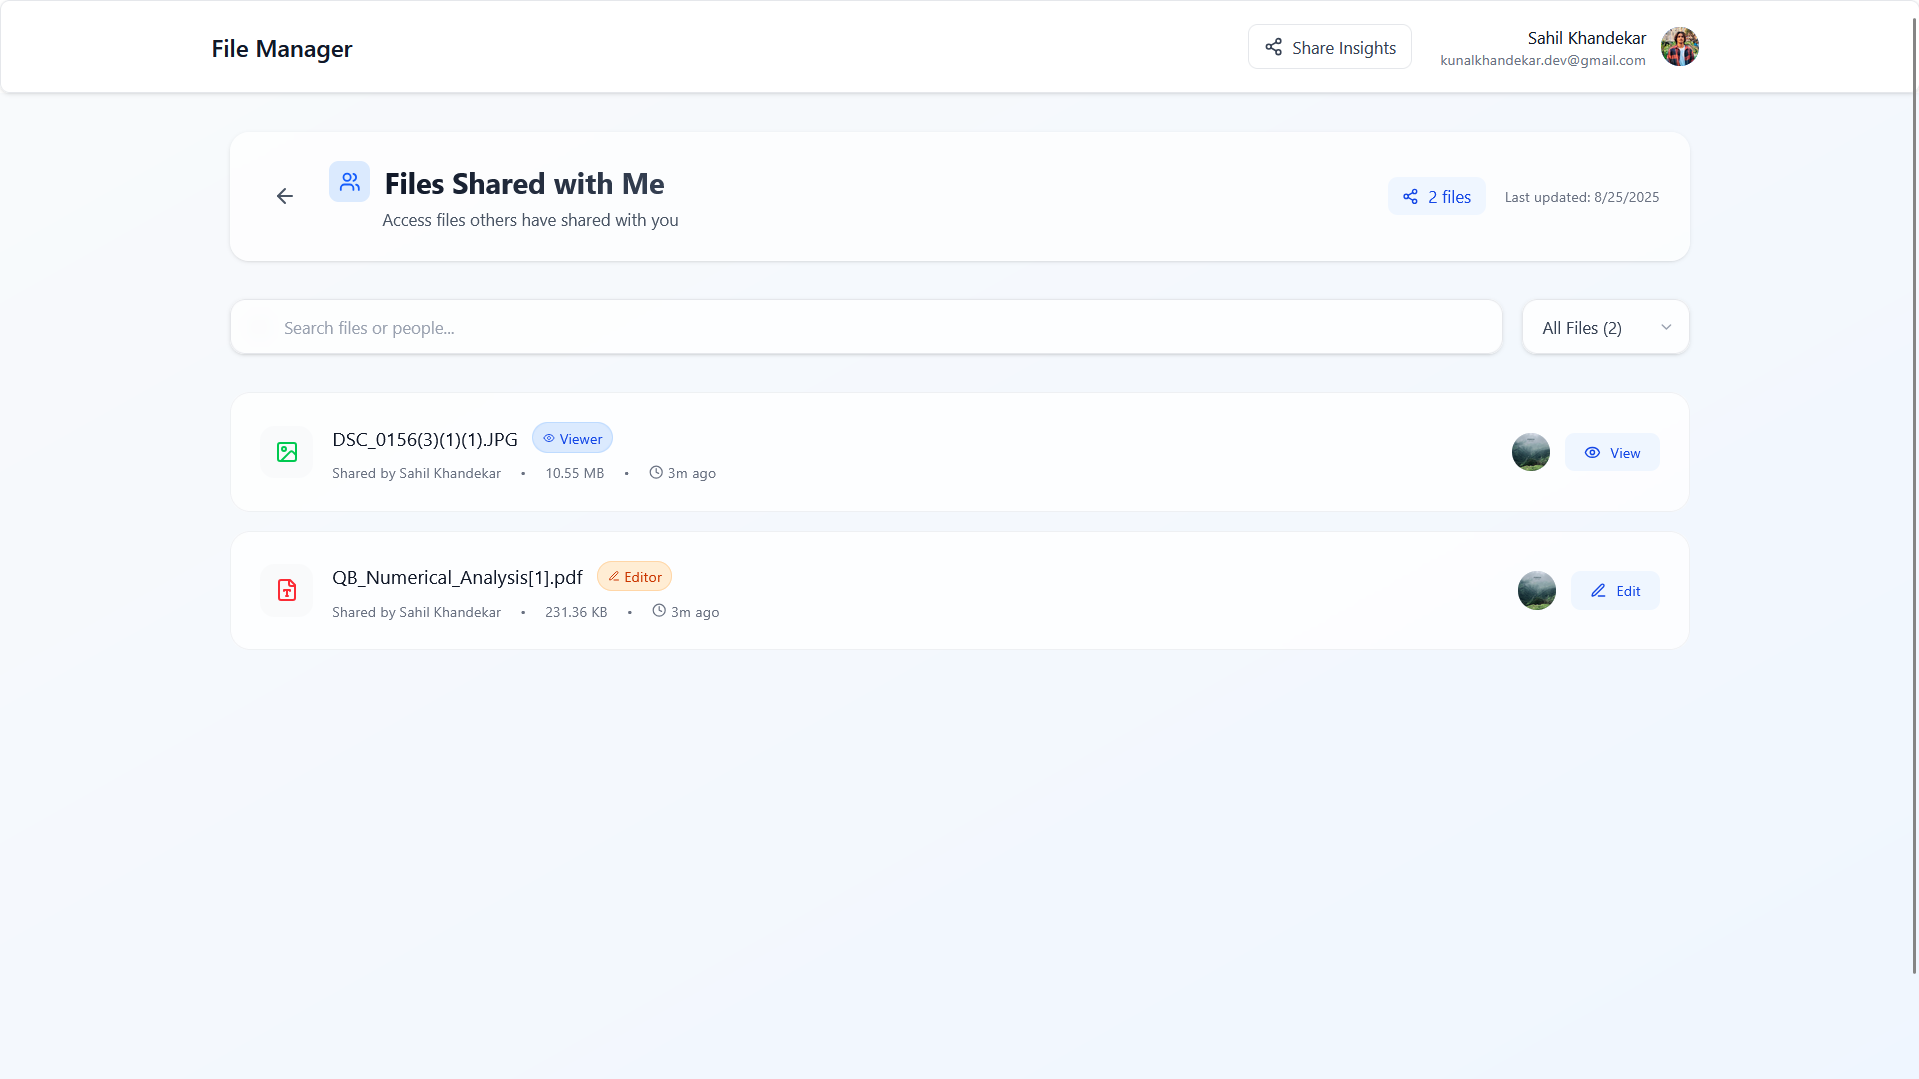 File Manager
Share Insights
Sahil Khandekar
kunalkhandekar.dev@gmail.com
Files Shared with Me
Access files others have shared with you
2 files
Last updated: 8/25/2025
Search files or people...
All Files (2)
DSC_0156(3)(1)(1).JPG
Viewer
Shared by Sahil Khandekar • 10.55 MB • 3m ago
View
QB_Numerical_Analysis[1].pdf
Editor
Shared by Sahil Khandekar • 231.36 KB • 3m ago
Edit